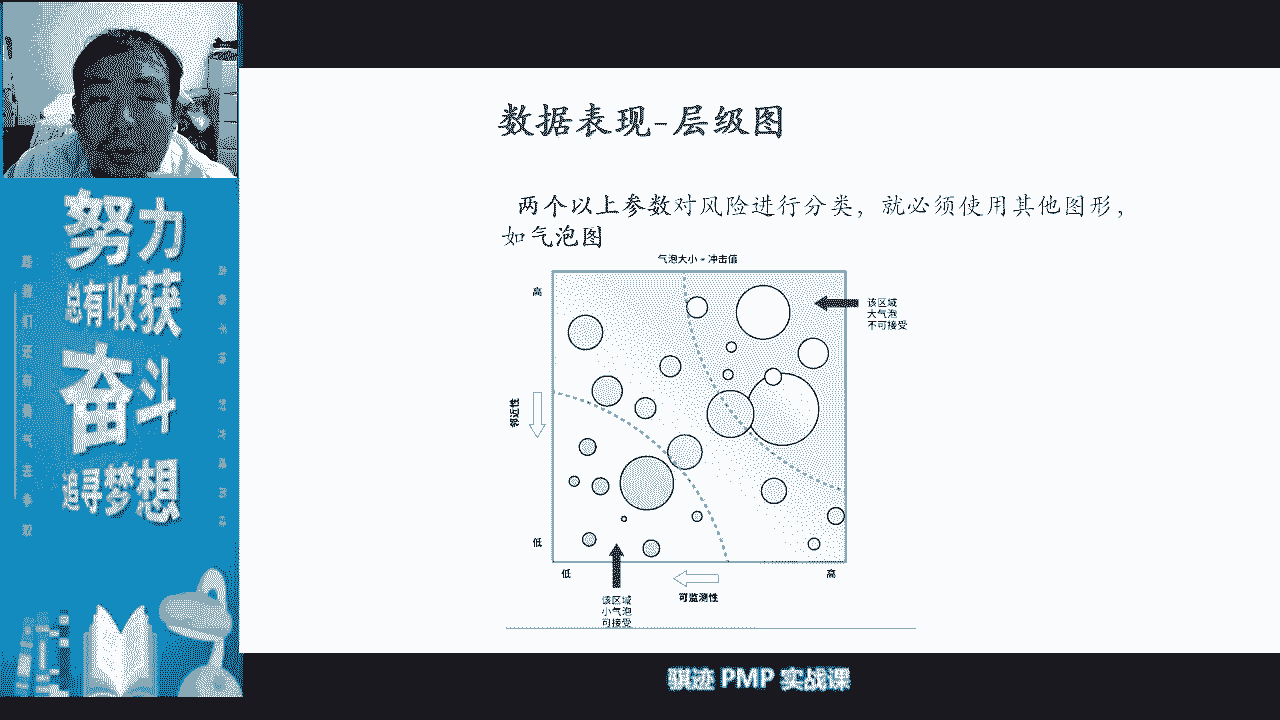 努力
总有收获
奋斗
追寻梦想
数据表现-层级图
两个以上参数对风险进行分类，就必须使用其他图形，
如气泡图
气泡大小 = 冲击值
高
该区域
大气泡
不可接受
邻近性
低
低
高
可监测性
该区域
小气泡
可接受
骐迹 PMP 实战课